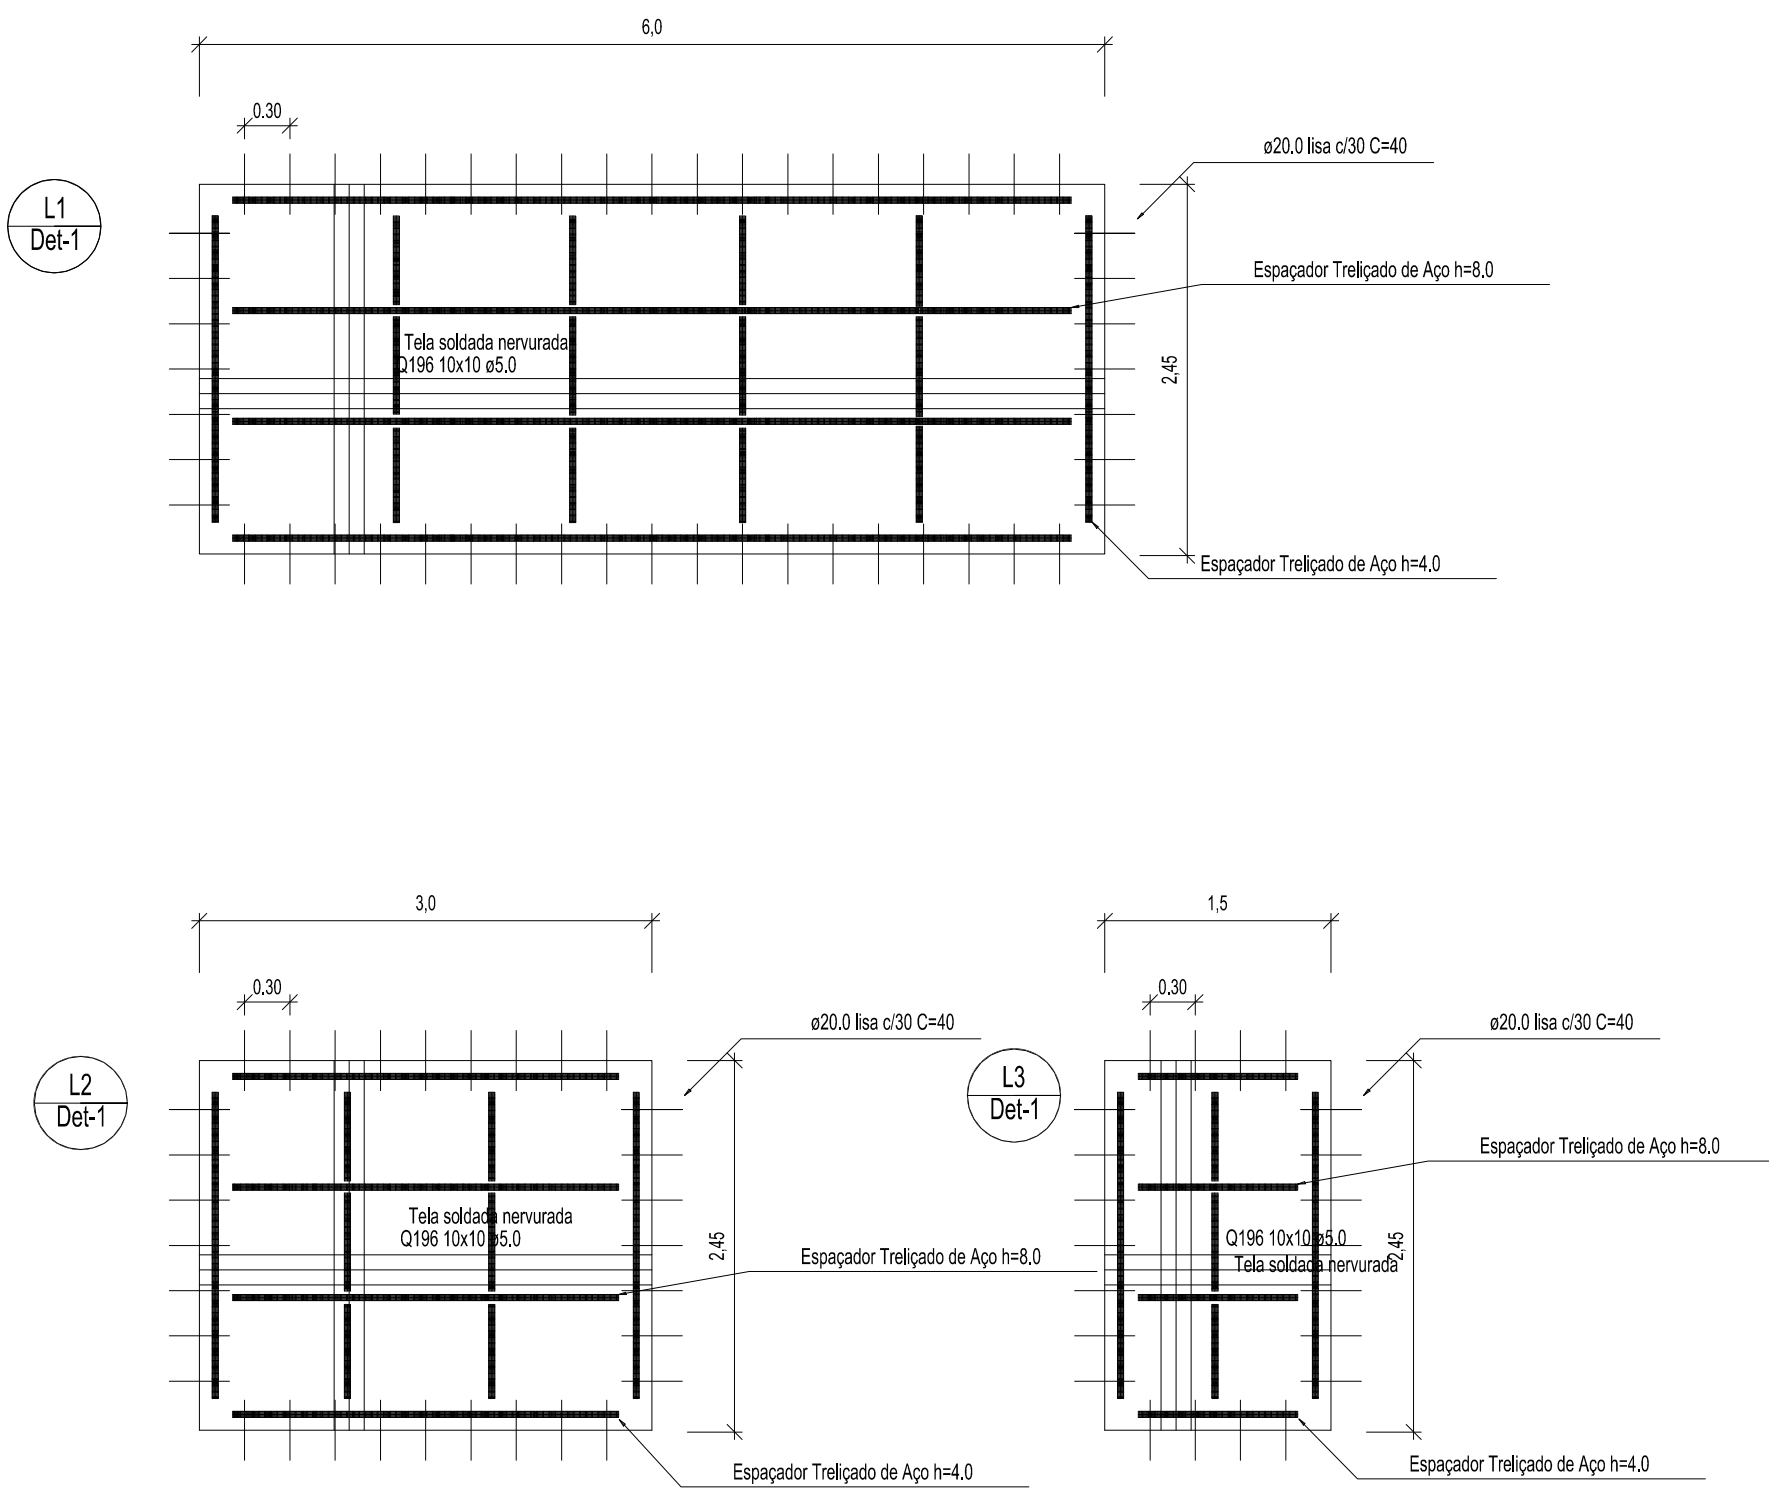 6,0
0.30
ø20.0 lisa c/30 C=40
L1
Det-1
Espaçador Treliçado de Aço h=8.0
Tela soldada nervurada
Q196 10x10 ø5.0
2,45
Espaçador Treliçado de Aço h=4.0
3,0
0.30
ø20.0 lisa c/30 C=40
L2
Det-1
Tela soldada nervurada
Q196 10x10 ø5.0
2,45
Espaçador Treliçado de Aço h=8.0
Espaçador Treliçado de Aço h=4.0
1,5
0.30
ø20.0 lisa c/30 C=40
L3
Det-1
Espaçador Treliçado de Aço h=8.0
Q196 10x10 ø5.0
Tela soldada nervurada
2,45
Espaçador Treliçado de Aço h=4.0